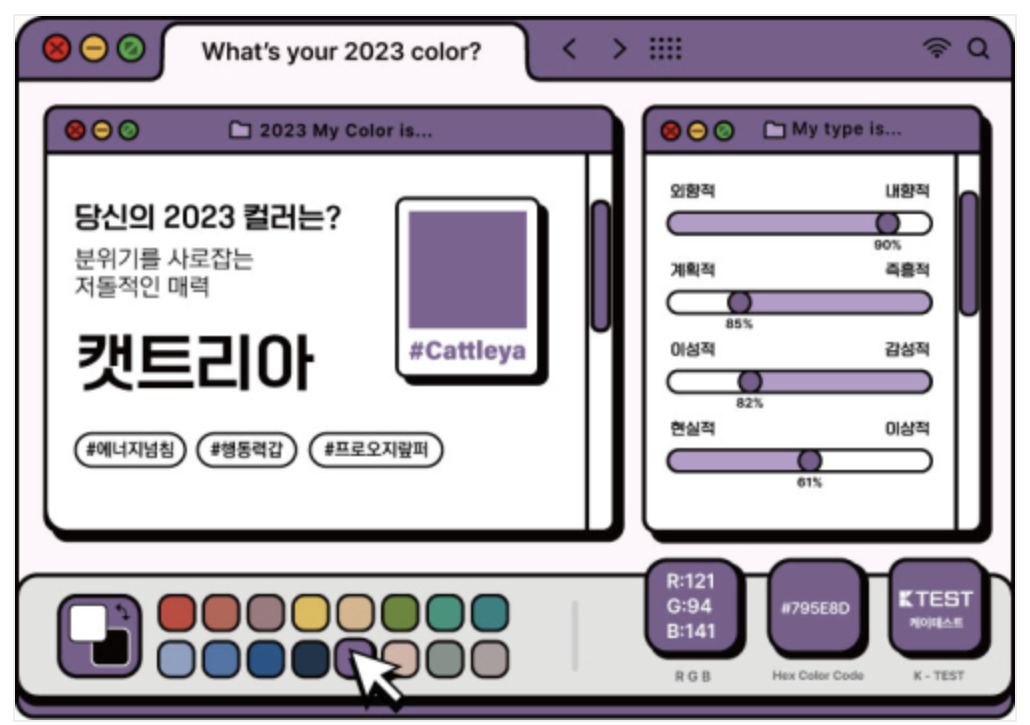 What's your 2023 color?
2023 My Color is...
당신의 2023 컬러는?
분위기를 사로잡는
저돌적인 매력
캣트리아
#Cattleya
#에너지넘침
#행동력갑
#프로오지랖퍼
My type is...
외향적 내향적
90%
계획적 즉흥적
85%
이성적 감성적
82%
현실적 이상적
61%
R:121
G:94
B:141
RGB
#795E8D
Hex Color Code
KTEST
케이테스트
K - TEST